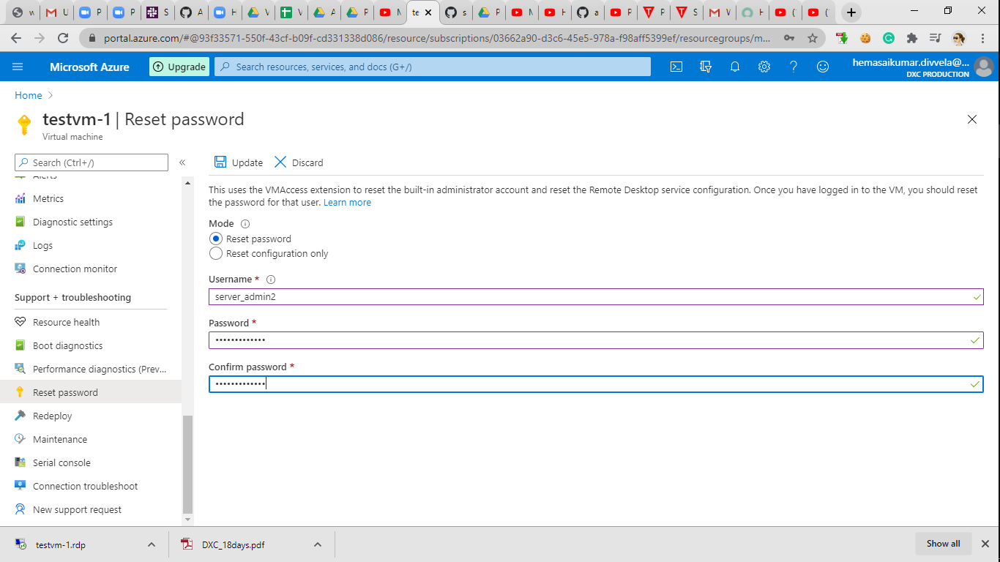 w
U
P
P
S
A
H
V
V
A
P
N
te
s
P
N
H
a
P
P
S
V
H
(
(
portal.azure.com/#@93f33571-550f-43cf-b09f-cd331338d086/resource/subscriptions/03662a90-d3c6-45e5-978a-f98aff5399ef/resourcegroups/m...
Microsoft Azure
Upgrade
Search resources, services, and docs (G+/)
hemasaikumar.divvela@...
DXC PRODUCTION
Home >
testvm-1 | Reset password
Virtual machine
Search (Ctrl+/)
«
Update
Discard
Alerts
Metrics
Diagnostic settings
Logs
Connection monitor
Support + troubleshooting
Resource health
Boot diagnostics
Performance diagnostics (Prev...
Reset password
Redeploy
Maintenance
Serial console
Connection troubleshoot
New support request
This uses the VMAccess extension to reset the built-in administrator account and reset the Remote Desktop service configuration. Once you have logged in to the VM, you should reset
the password for that user. Learn more
Mode
Reset password
Reset configuration only
Username *
server_admin2
Password *
•••••••••••••
Confirm password *
•••••••••••••
testvm-1.rdp
DXC_18days.pdf
Show all